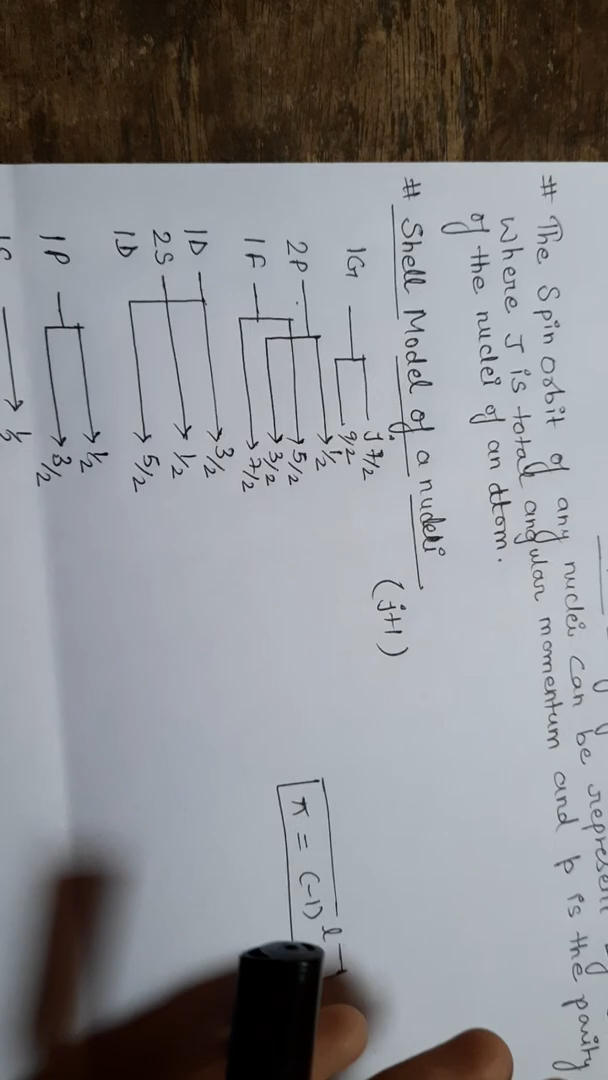 # The Spin orbit of any nuclei can be represent
where J is total angular momentum and p is the parity
of the nuclei of an atom.
# Shell Model of a nuclei
(j+1)
1G
j 7/2
9/2
2P
1/2
5/2
1F
3/2
7/2
1D
3/2
2S
1/2
1D
5/2
1P
1/2
3/2
π = (-1)l